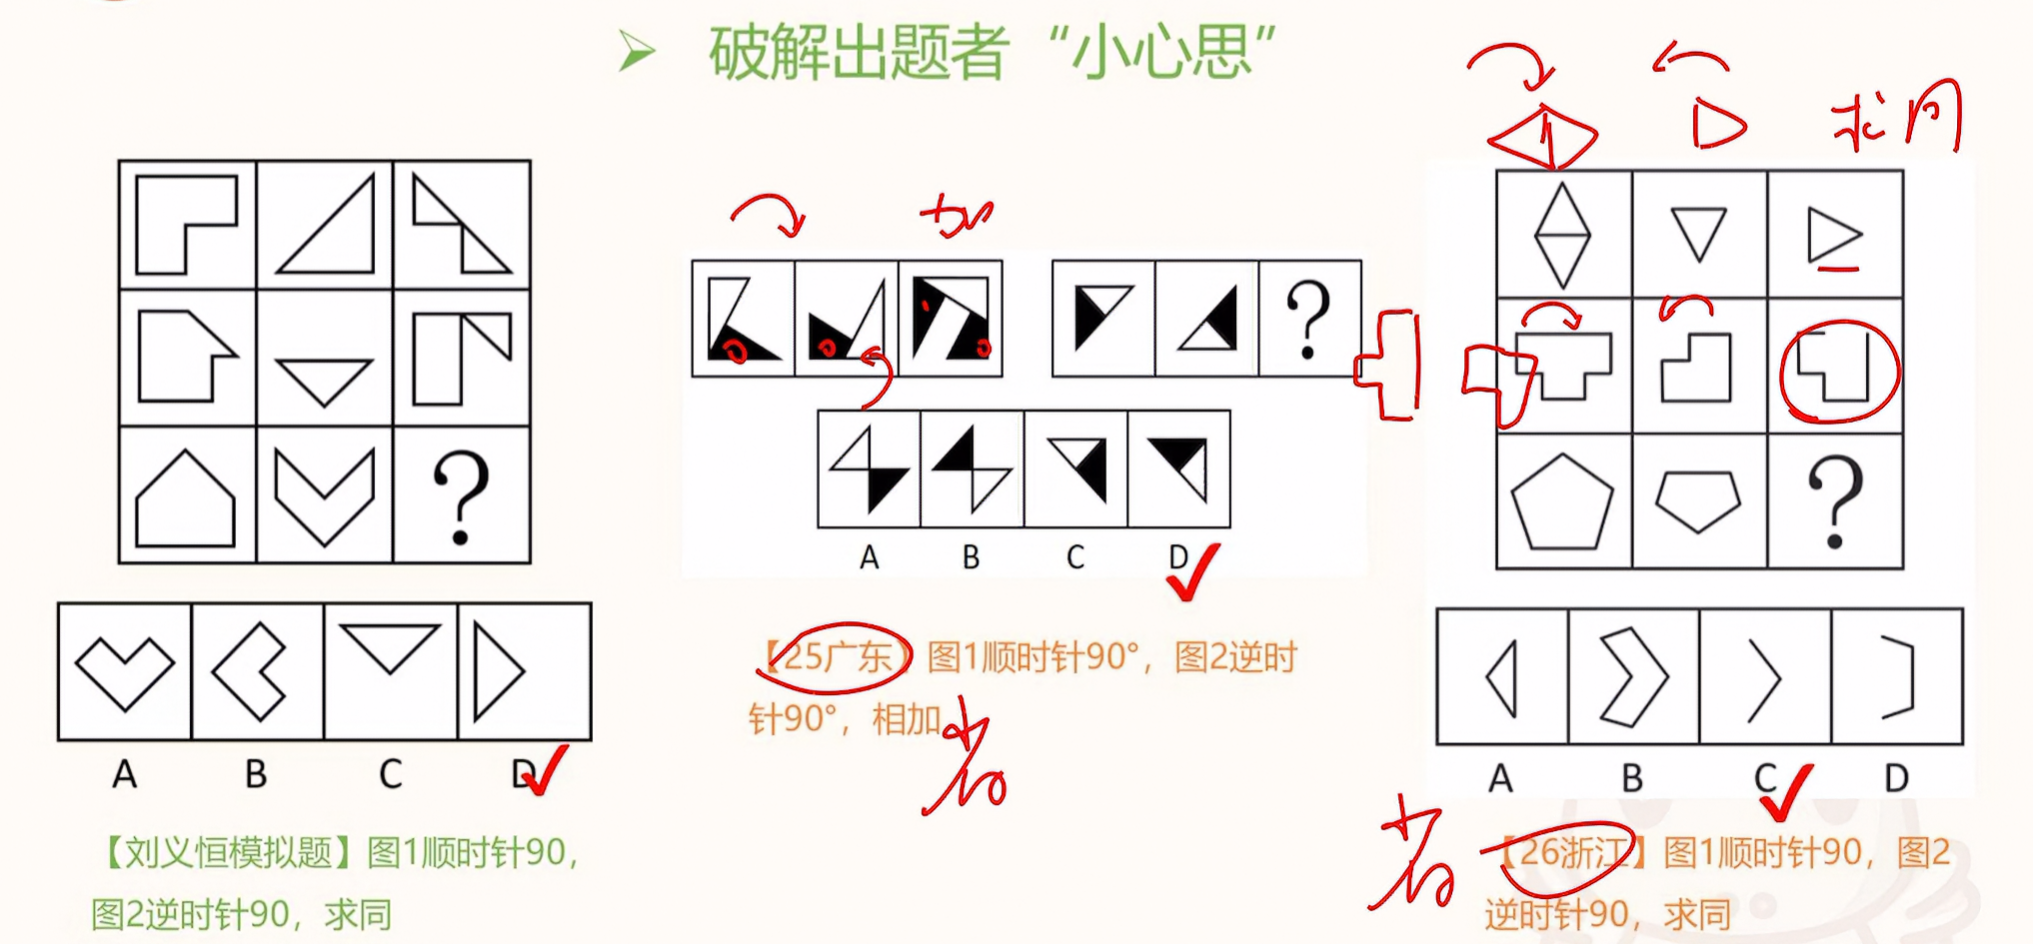 破解出题者“小心思”
求同
加
?
?
?
A B C D
A B C D
A B C D
【25广东】图1顺时针90°，图2逆时
针90°，相加
【刘义恒模拟题】图1顺时针90，
图2逆时针90，求同
【26浙江】图1顺时针90，图2
逆时针90，求同